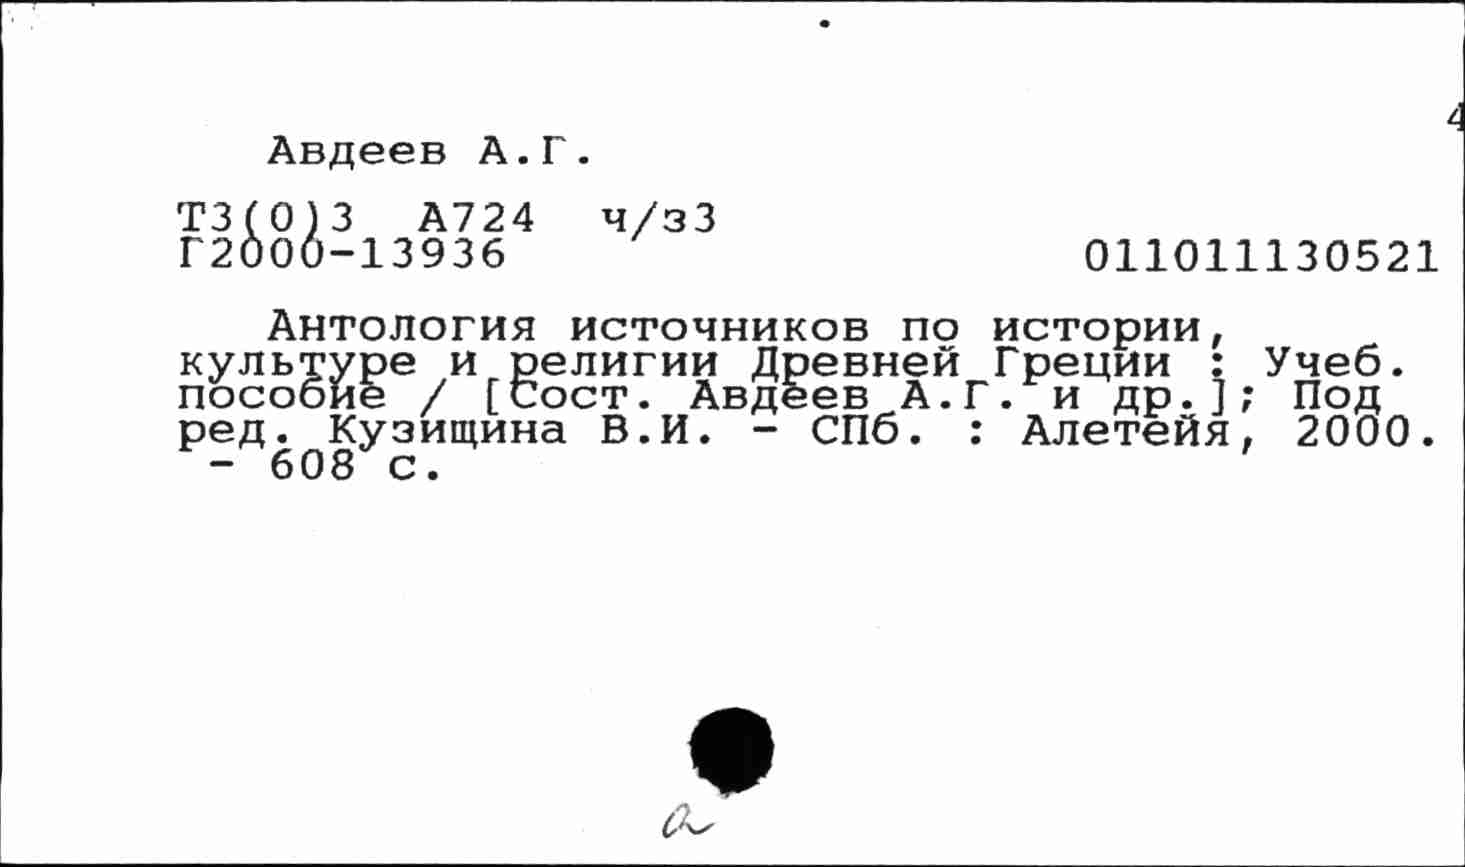 4
Авдеев А.Г.
Т3(0)3 А724 ч/з3
Г2000-13936 011011130521
Антология источников по истории,
культуре и религии Древней Греции : Учеб.
пособие / [Сост. Авдеев А.Г. и др.]; Под
ред. Кузищина В.И. - СПб. : Алетейя, 2000.
- 608 с.
а